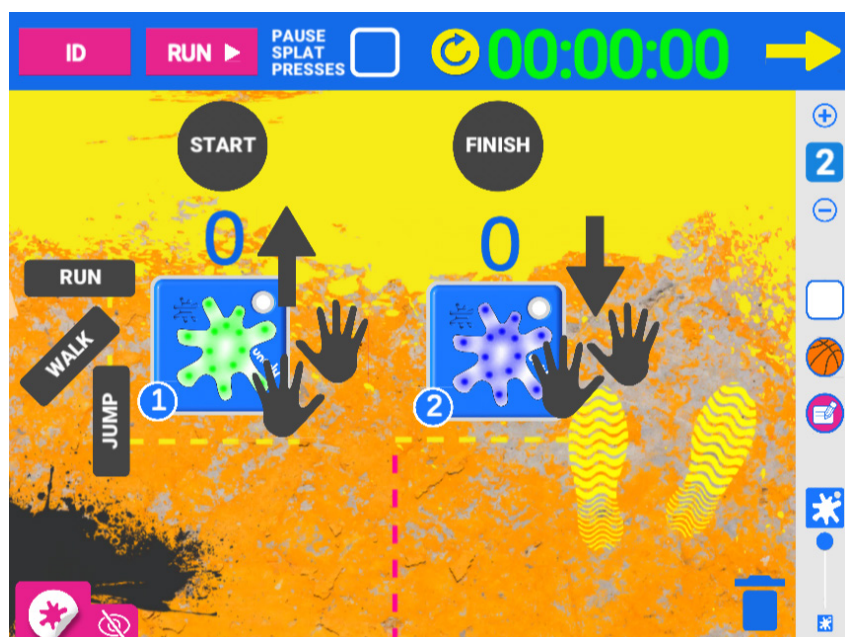 ID
RUN
PAUSE
SPLAT
PRESSES
00:00:00
START
FINISH
2
0
0
RUN
WALK
JUMP
1
2